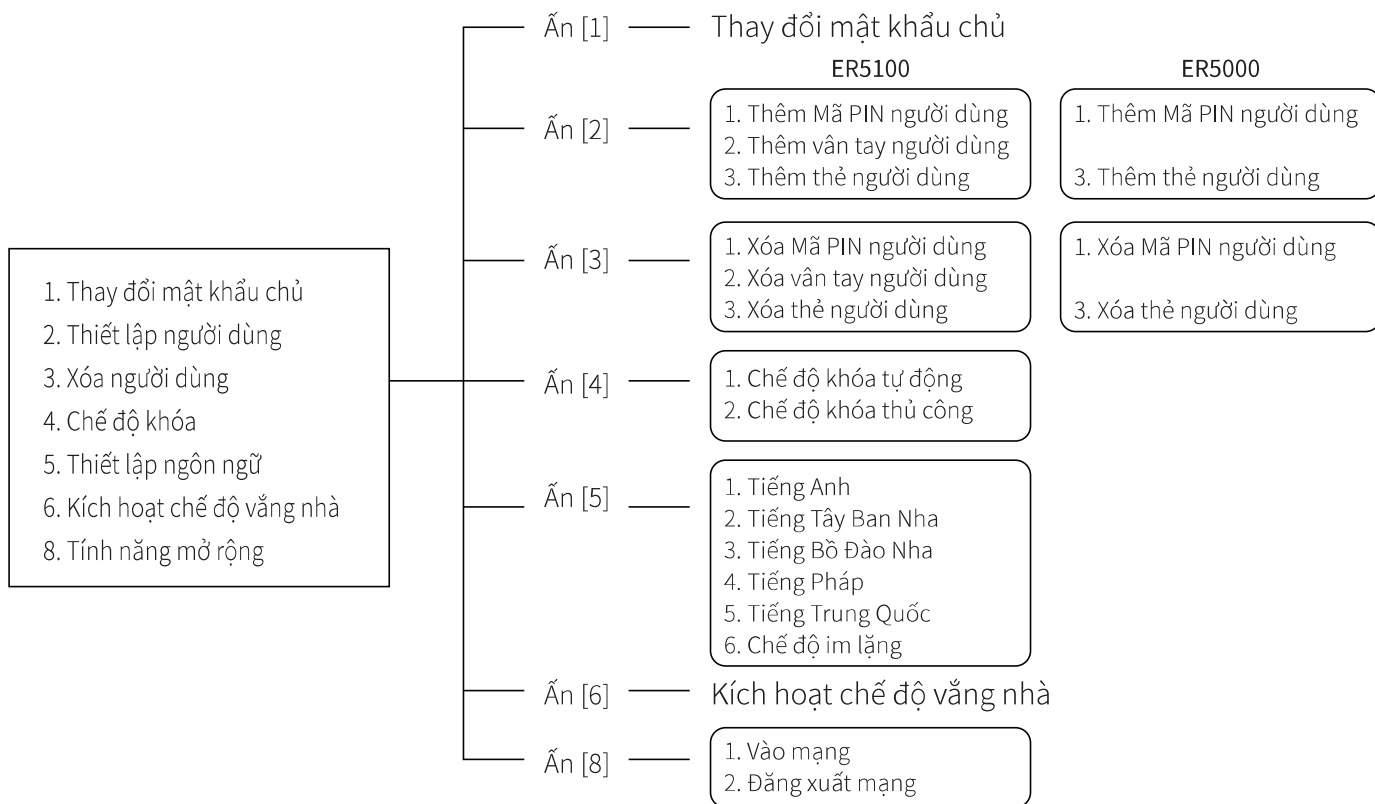 1. Thay đổi mật khẩu chủ
2. Thiết lập người dùng
3. Xóa người dùng
4. Chế độ khóa
5. Thiết lập ngôn ngữ
6. Kích hoạt chế độ vắng nhà
8. Tính năng mở rộng
Ấn [1]
Thay đổi mật khẩu chủ
ER5100
ER5000
Ấn [2]
1. Thêm Mã PIN người dùng
2. Thêm vân tay người dùng
3. Thêm thẻ người dùng
1. Thêm Mã PIN người dùng
3. Thêm thẻ người dùng
Ấn [3]
1. Xóa Mã PIN người dùng
2. Xóa vân tay người dùng
3. Xóa thẻ người dùng
1. Xóa Mã PIN người dùng
3. Xóa thẻ người dùng
Ấn [4]
1. Chế độ khóa tự động
2. Chế độ khóa thủ công
Ấn [5]
1. Tiếng Anh
2. Tiếng Tây Ban Nha
3. Tiếng Bồ Đào Nha
4. Tiếng Pháp
5. Tiếng Trung Quốc
6. Chế độ im lặng
Ấn [6]
Kích hoạt chế độ vắng nhà
Ấn [8]
1. Vào mạng
2. Đăng xuất mạng